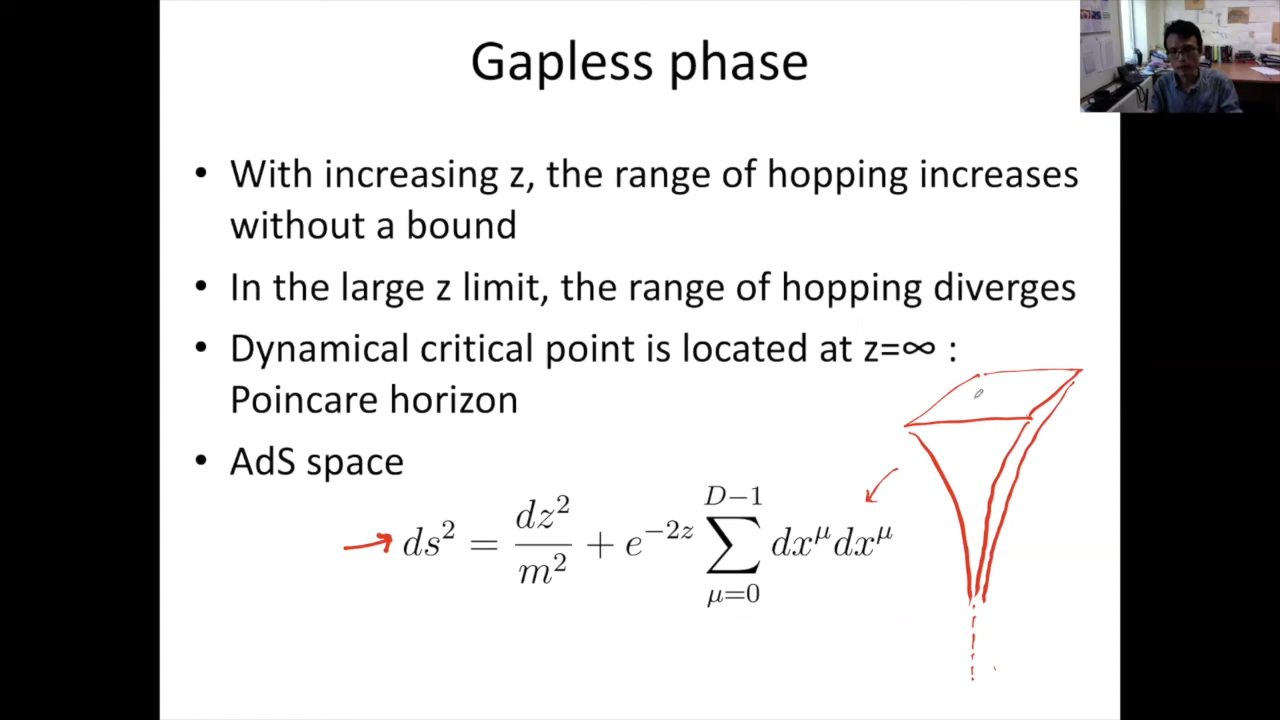 Gapless phase
• With increasing z, the range of hopping increases
without a bound
• In the large z limit, the range of hopping diverges
• Dynamical critical point is located at z=∞ :
Poincare horizon
• AdS space
ds² = dz²/m² + e^{-2z} ∑_{μ=0}^{D−1} dx^μ dx^μ